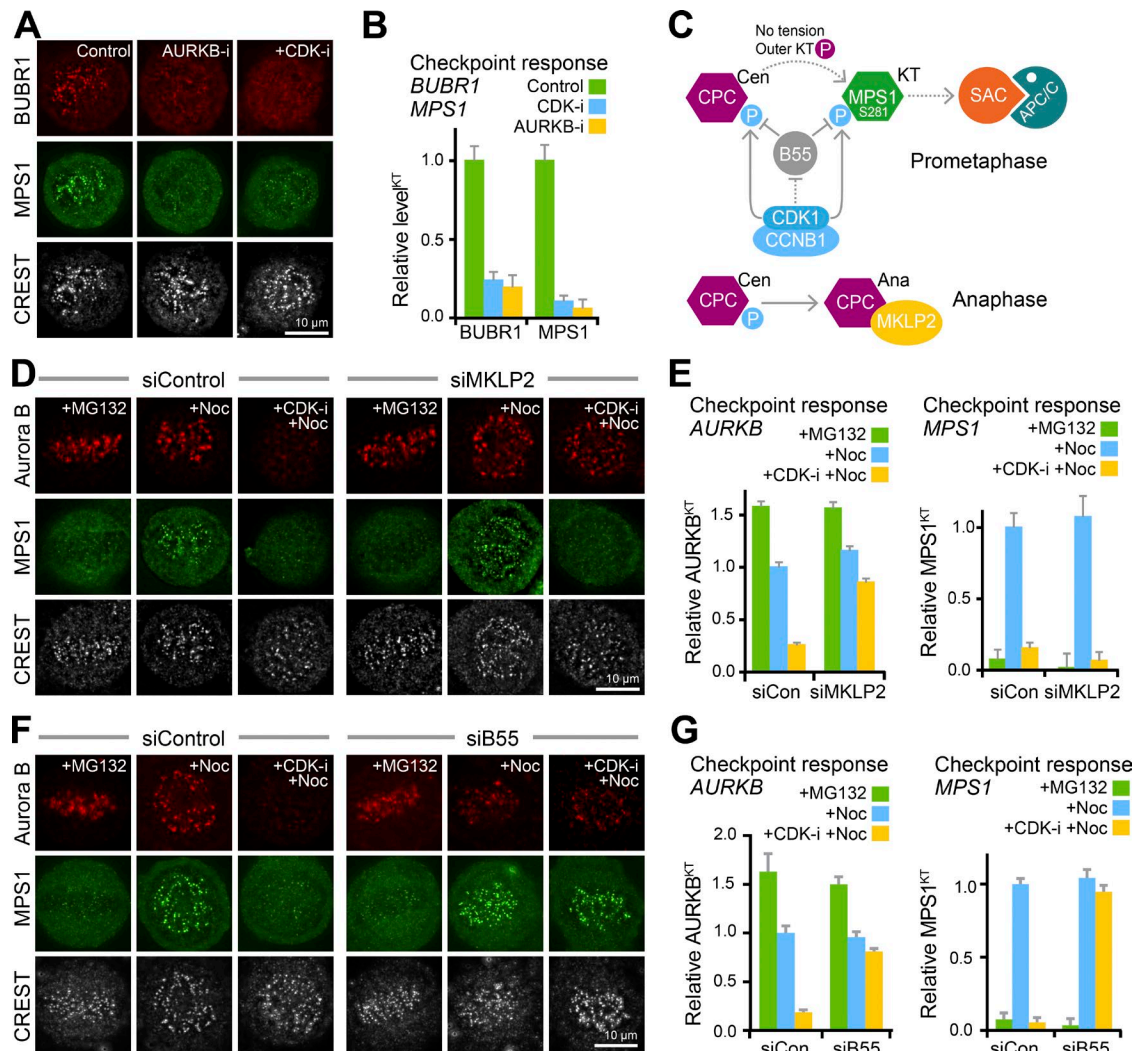 A
Control
AURKB-i
+CDK-i
BUBR1
MPS1
CREST
10 µm
B
Checkpoint response
BUBR1
MPS1
Control
CDK-i
AURKB-i
Relative level^KT
1.0
0.5
0.0
BUBR1
MPS1
C
No tension
Outer KT P
Cen
KT
CPC
P
P
MPS1
S281
SAC
APC/C
B55
Prometaphase
CDK1
CCNB1
Cen
Ana
CPC
P
CPC
MKLP2
Anaphase
D
siControl
siMKLP2
+MG132
+Noc
+CDK-i
+Noc
+MG132
+Noc
+CDK-i
+Noc
Aurora B
MPS1
CREST
10 µm
E
Checkpoint response
AURKB
+MG132
+Noc
+CDK-i +Noc
Relative AURKB^KT
1.5
1.0
0.5
0.0
siCon
siMKLP2
Checkpoint response
MPS1
+MG132
+Noc
+CDK-i +Noc
Relative MPS1^KT
1.0
0.5
0.0
siCon
siMKLP2
F
siControl
siB55
+MG132
+Noc
+CDK-i
+Noc
+MG132
+Noc
+CDK-i
+Noc
Aurora B
MPS1
CREST
10 µm
G
Checkpoint response
AURKB
+MG132
+Noc
+CDK-i +Noc
Relative AURKB^KT
2.0
1.5
1.0
0.5
0.0
siCon
siB55
Checkpoint response
MPS1
+MG132
+Noc
+CDK-i +Noc
Relative MPS1^KT
1.0
0.5
0.0
siCon
siB55